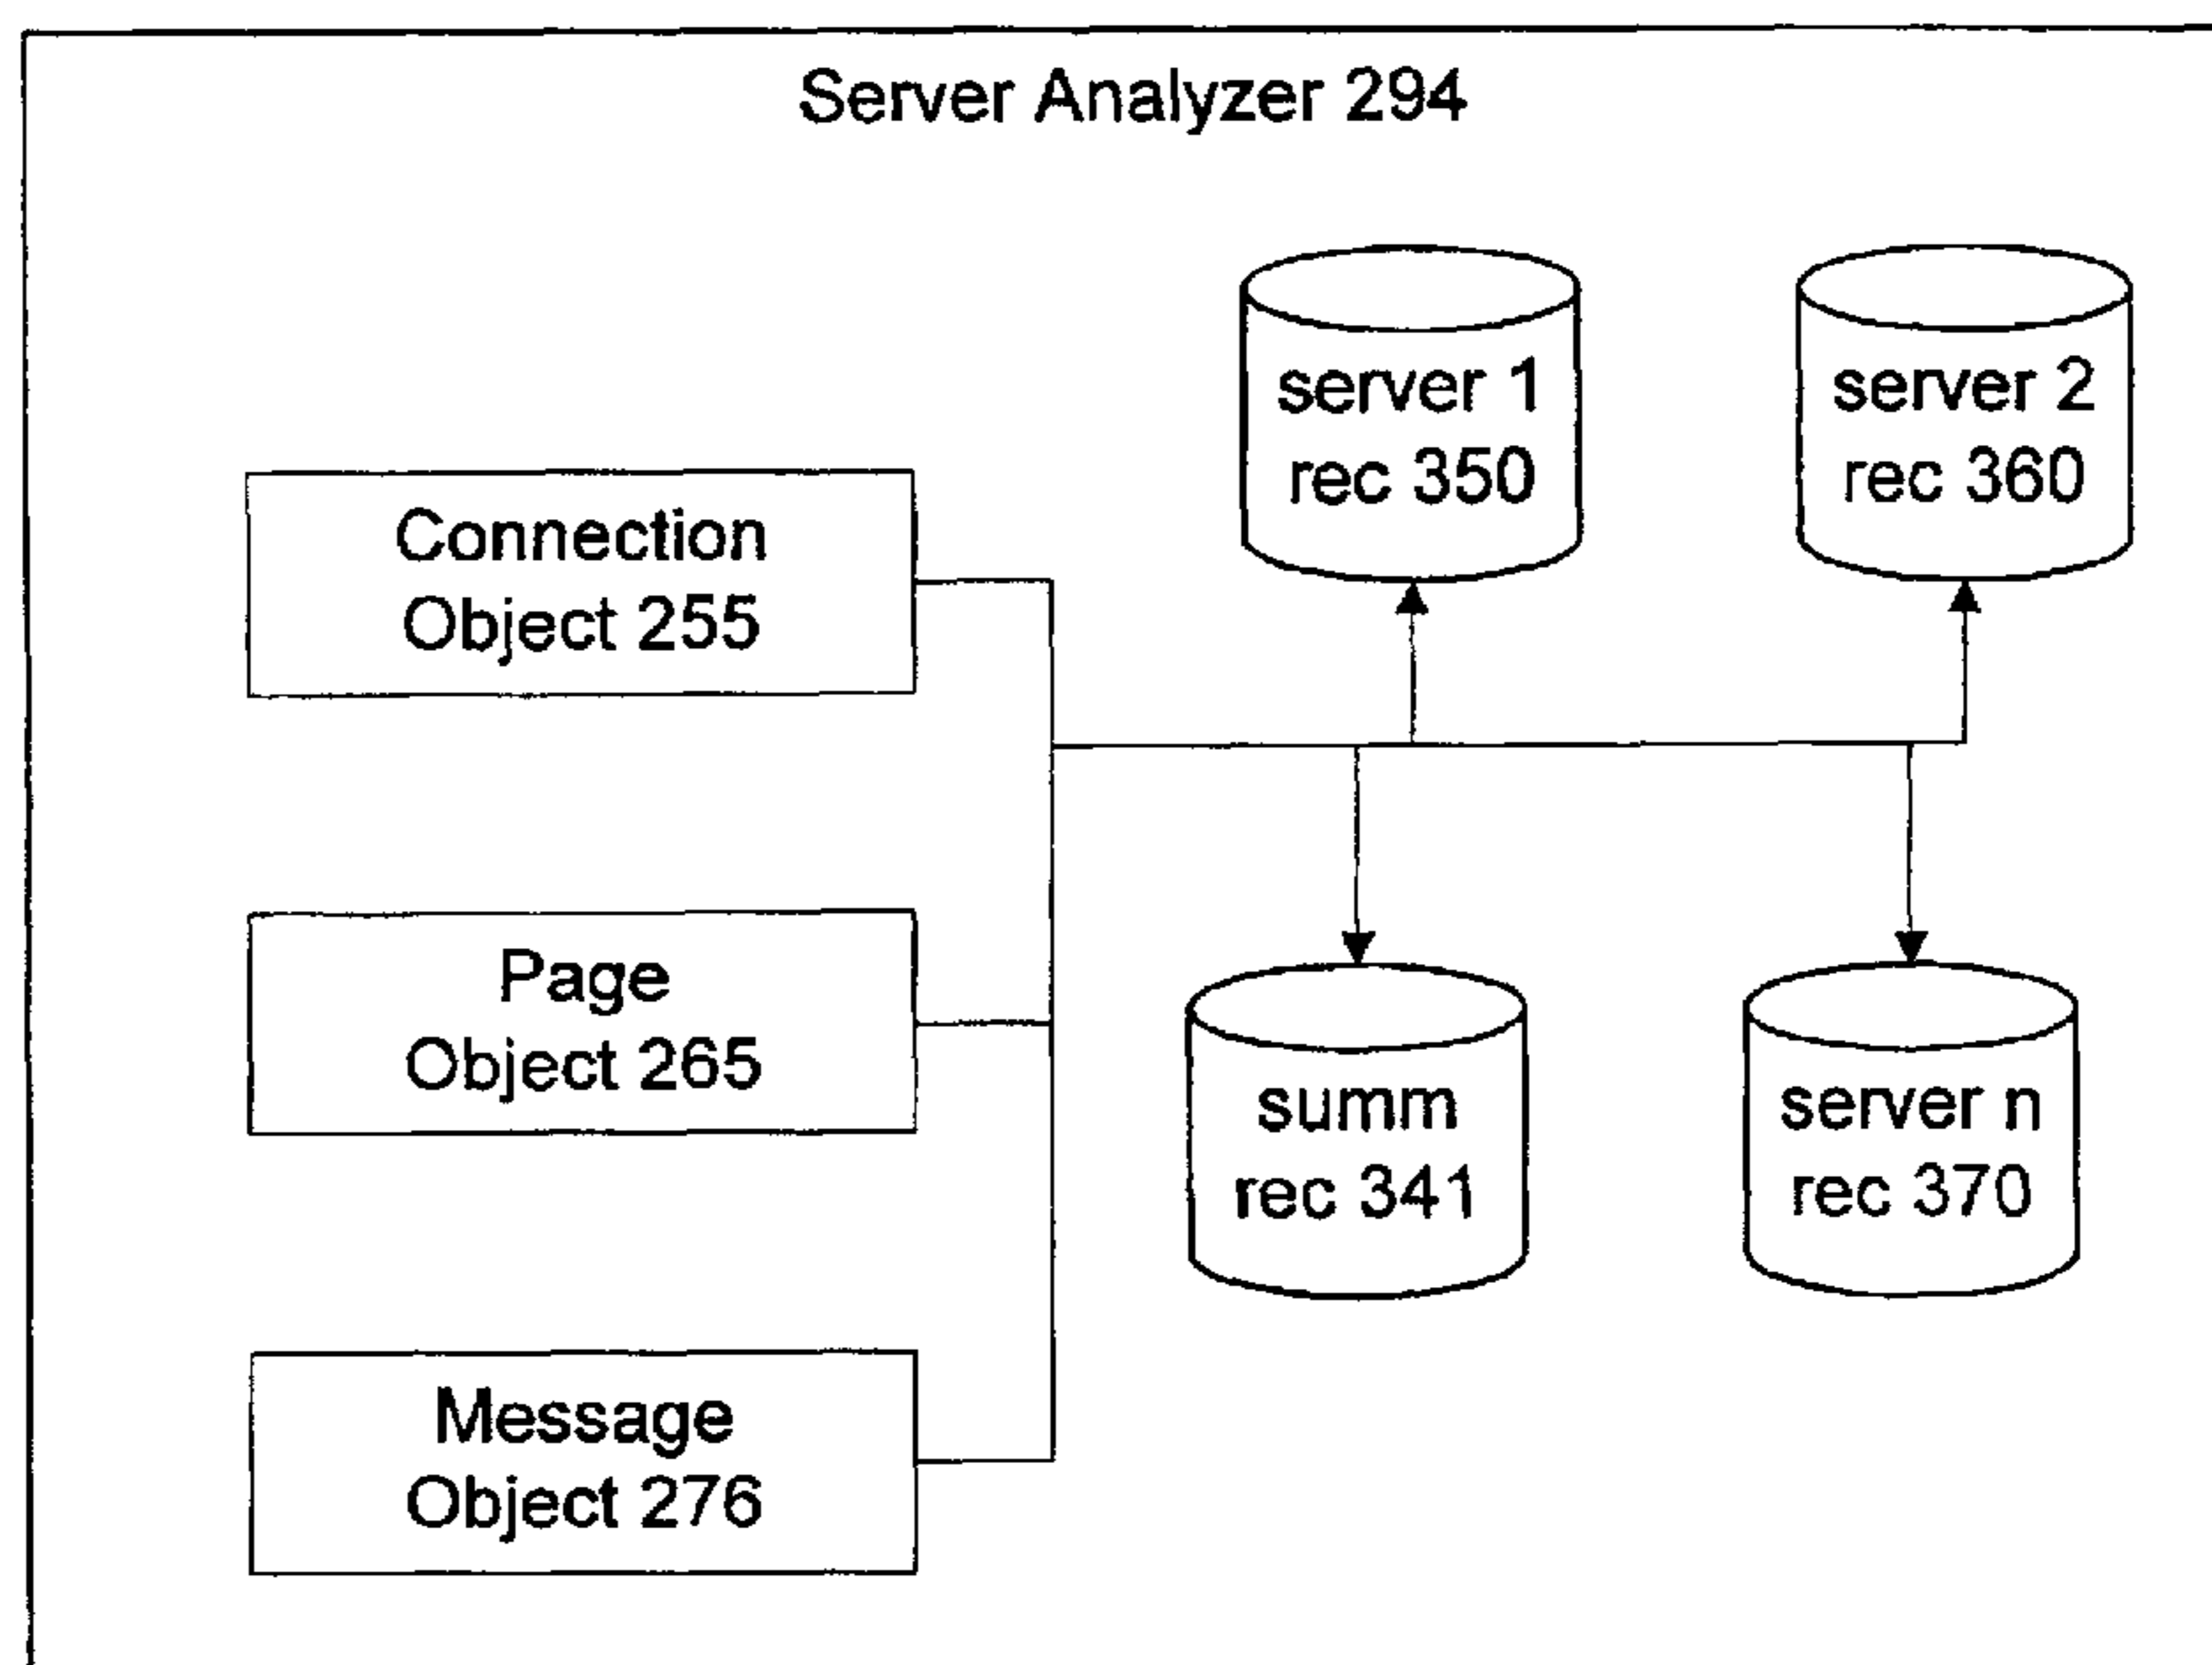 Server Analyzer 294
server 1
rec 350
server 2
rec 360
Connection
Object 255
Page
Object 265
summ
rec 341
server n
rec 370
Message
Object 276